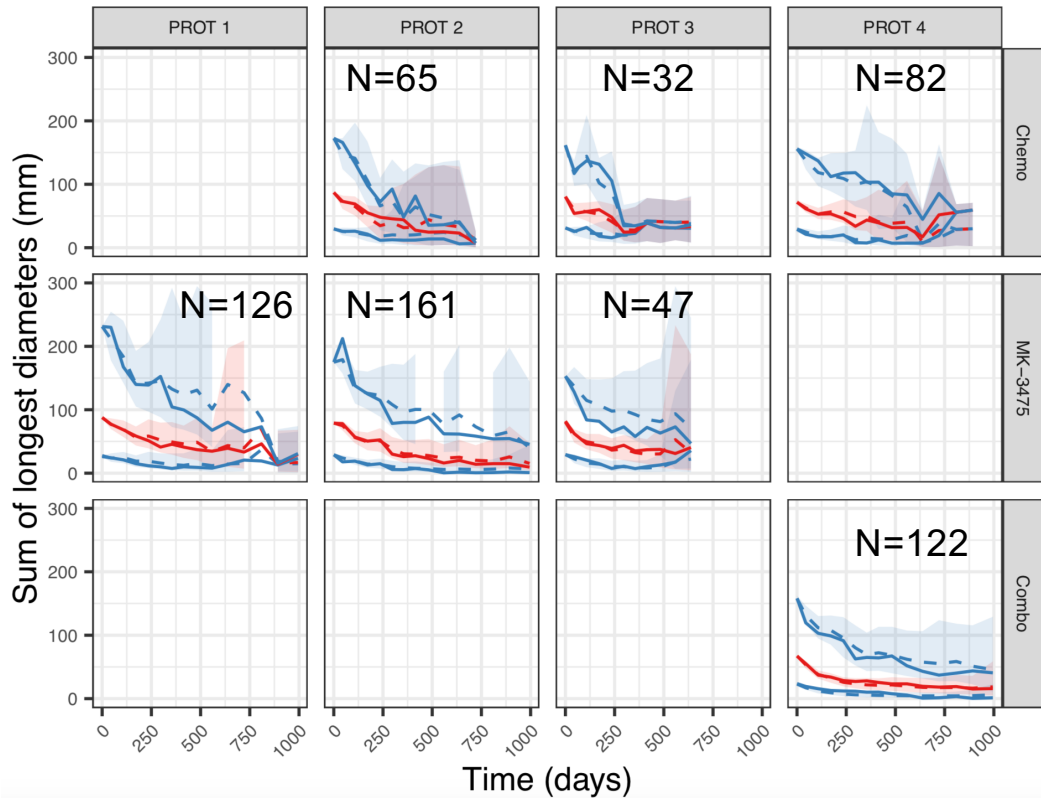 PROT 1 PROT 2 PROT 3 PROT 4
300 N=65 N=32 N=82 Chemo
200
100
0
300 N=126 N=161 N=47 MK-3475
200
100
0
300 N=122 Combo
200
100
0
0 250 500 750 1000 0 250 500 750 1000 0 250 500 750 1000 0 250 500 750 1000
Time (days)
Sum of longest diameters (mm)